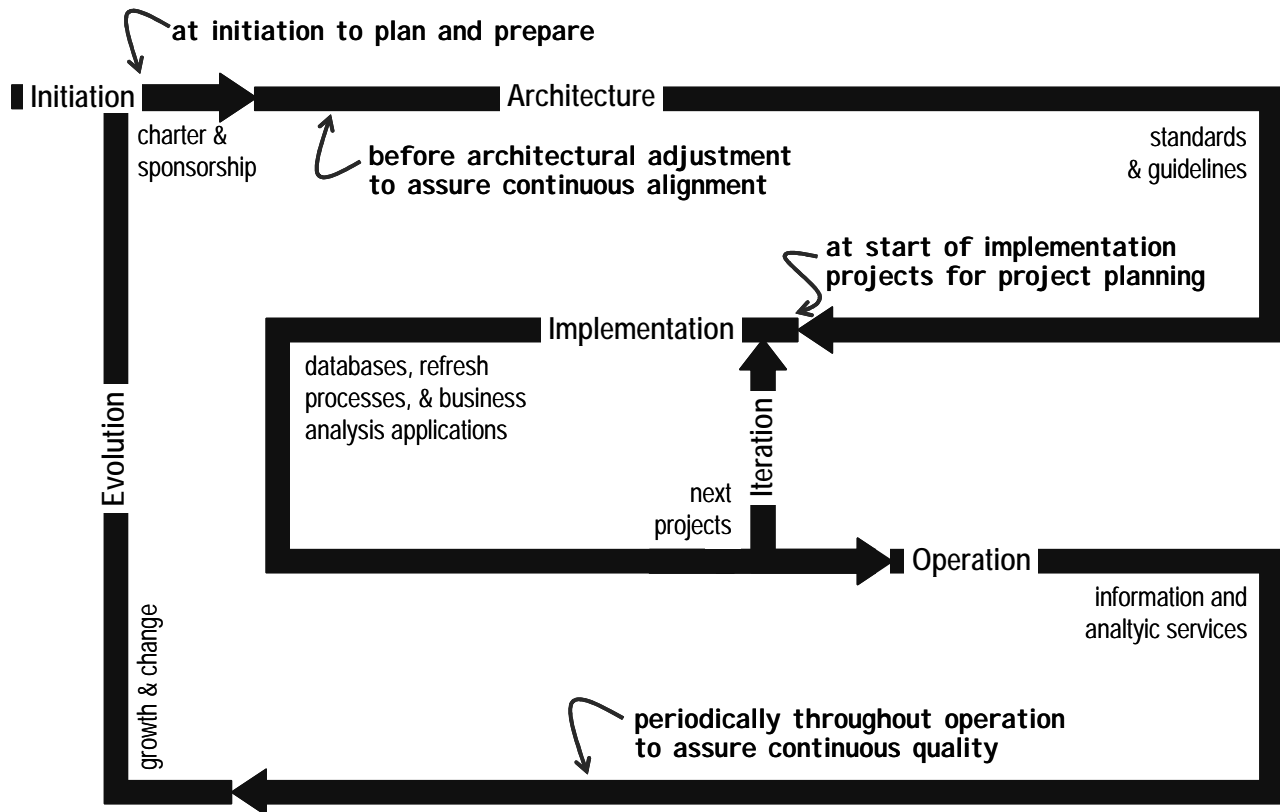 at initiation to plan and prepare
Initiation
Architecture
charter &
sponsorship
before architectural adjustment
to assure continuous alignment
standards
& guidelines
at start of implementation
projects for project planning
Implementation
databases, refresh
processes, & business
analysis applications
Evolution
Iteration
next
projects
Operation
information and
analtyic services
growth & change
periodically throughout operation
to assure continuous quality